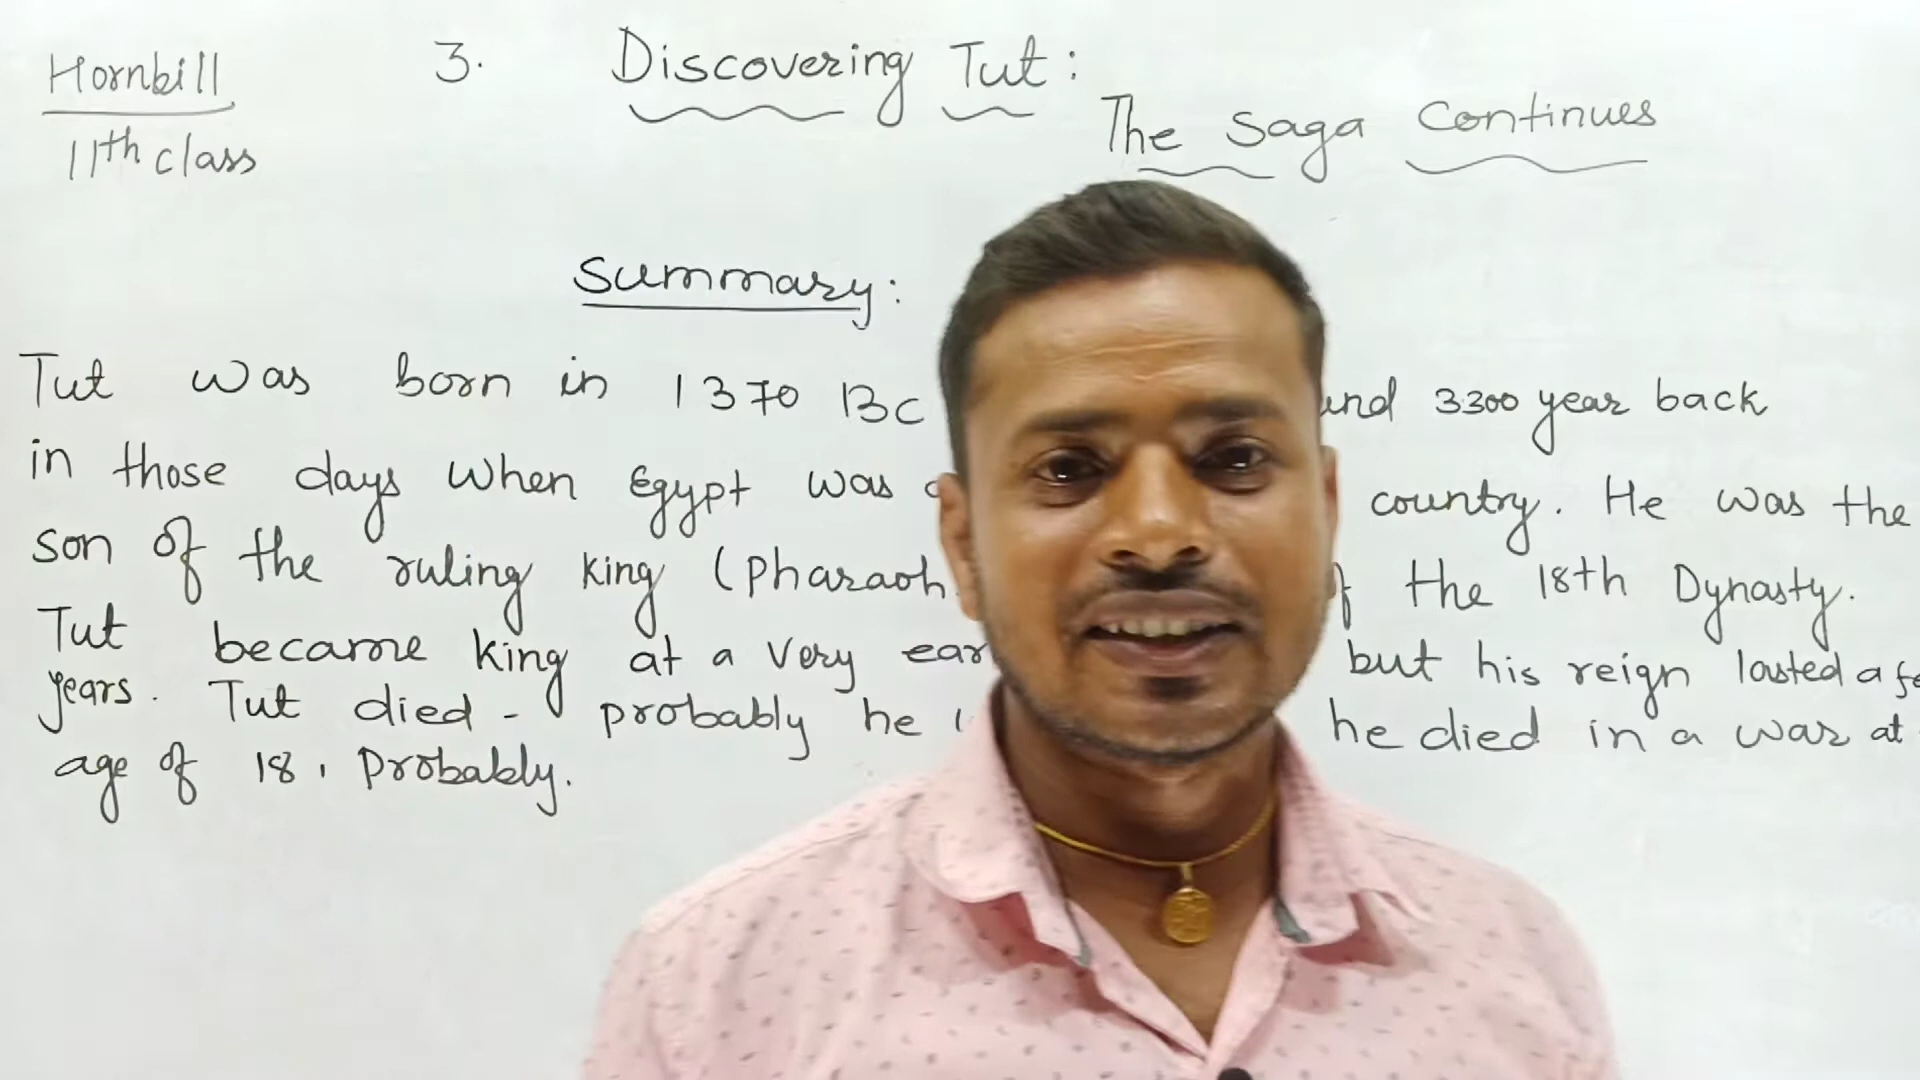 Hornbill
11th class
3. Discovering Tut:
The Saga Continues
Summary:
Tut was born in 1370 BC 3300 year back
in those days when Egypt was country. He was the
son of the ruling king (Pharaoh the 18th Dynasty.
Tut became king at a very but his reign lasted a
years. Tut died - probably he he died in a war at
age of 18, Probably.